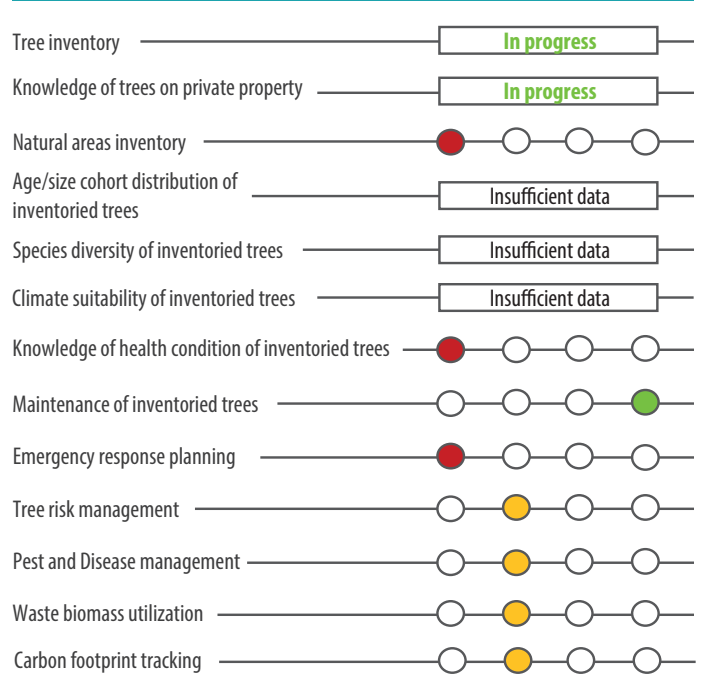 Tree inventory In progress
Knowledge of trees on private property In progress
Natural areas inventory
Age/size cohort distribution of
inventoried trees Insufficient data
Species diversity of inventoried trees Insufficient data
Climate suitability of inventoried trees Insufficient data
Knowledge of health condition of inventoried trees
Maintenance of inventoried trees
Emergency response planning
Tree risk management
Pest and Disease management
Waste biomass utilization
Carbon footprint tracking